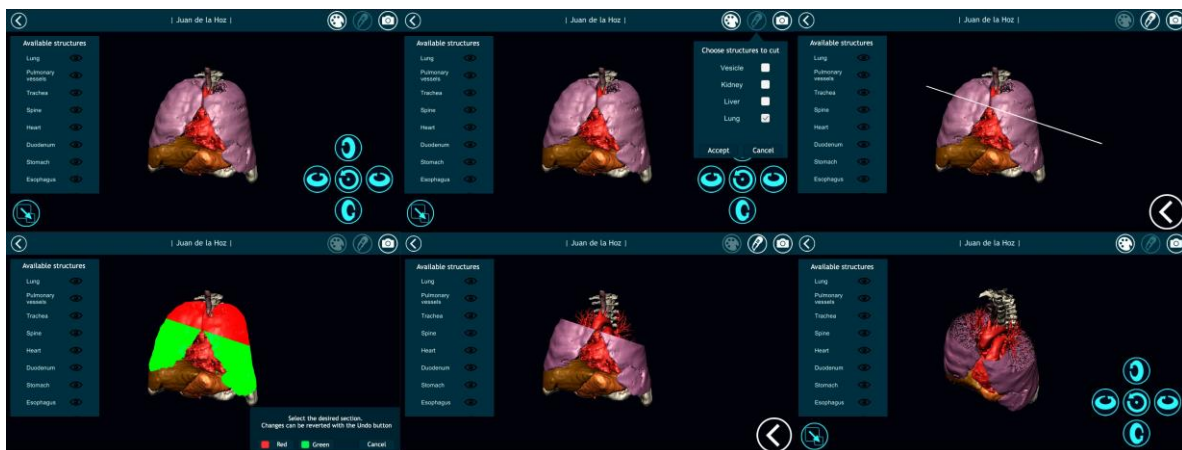 | Juan de la Hoz |
Available structures
Lung
Pulmonary
vessels
Trachea
Spine
Heart
Duodenum
Stomach
Esophagus
| Juan de la Hoz |
Available structures
Lung
Pulmonary
vessels
Trachea
Spine
Heart
Duodenum
Stomach
Esophagus
Choose structures to cut
Vesicle
Kidney
Liver
Lung
Accept Cancel
| Juan de la Hoz |
Available structures
Lung
Pulmonary
vessels
Trachea
Spine
Heart
Duodenum
Stomach
Esophagus
| Juan de la Hoz |
Available structures
Lung
Pulmonary
vessels
Trachea
Spine
Heart
Duodenum
Stomach
Esophagus
Select the desired section.
Changes can be reverted with the Undo button
Red Green Cancel
| Juan de la Hoz |
Available structures
Lung
Pulmonary
vessels
Trachea
Spine
Heart
Duodenum
Stomach
Esophagus
| Juan de la Hoz |
Available structures
Lung
Pulmonary
vessels
Trachea
Spine
Heart
Duodenum
Stomach
Esophagus